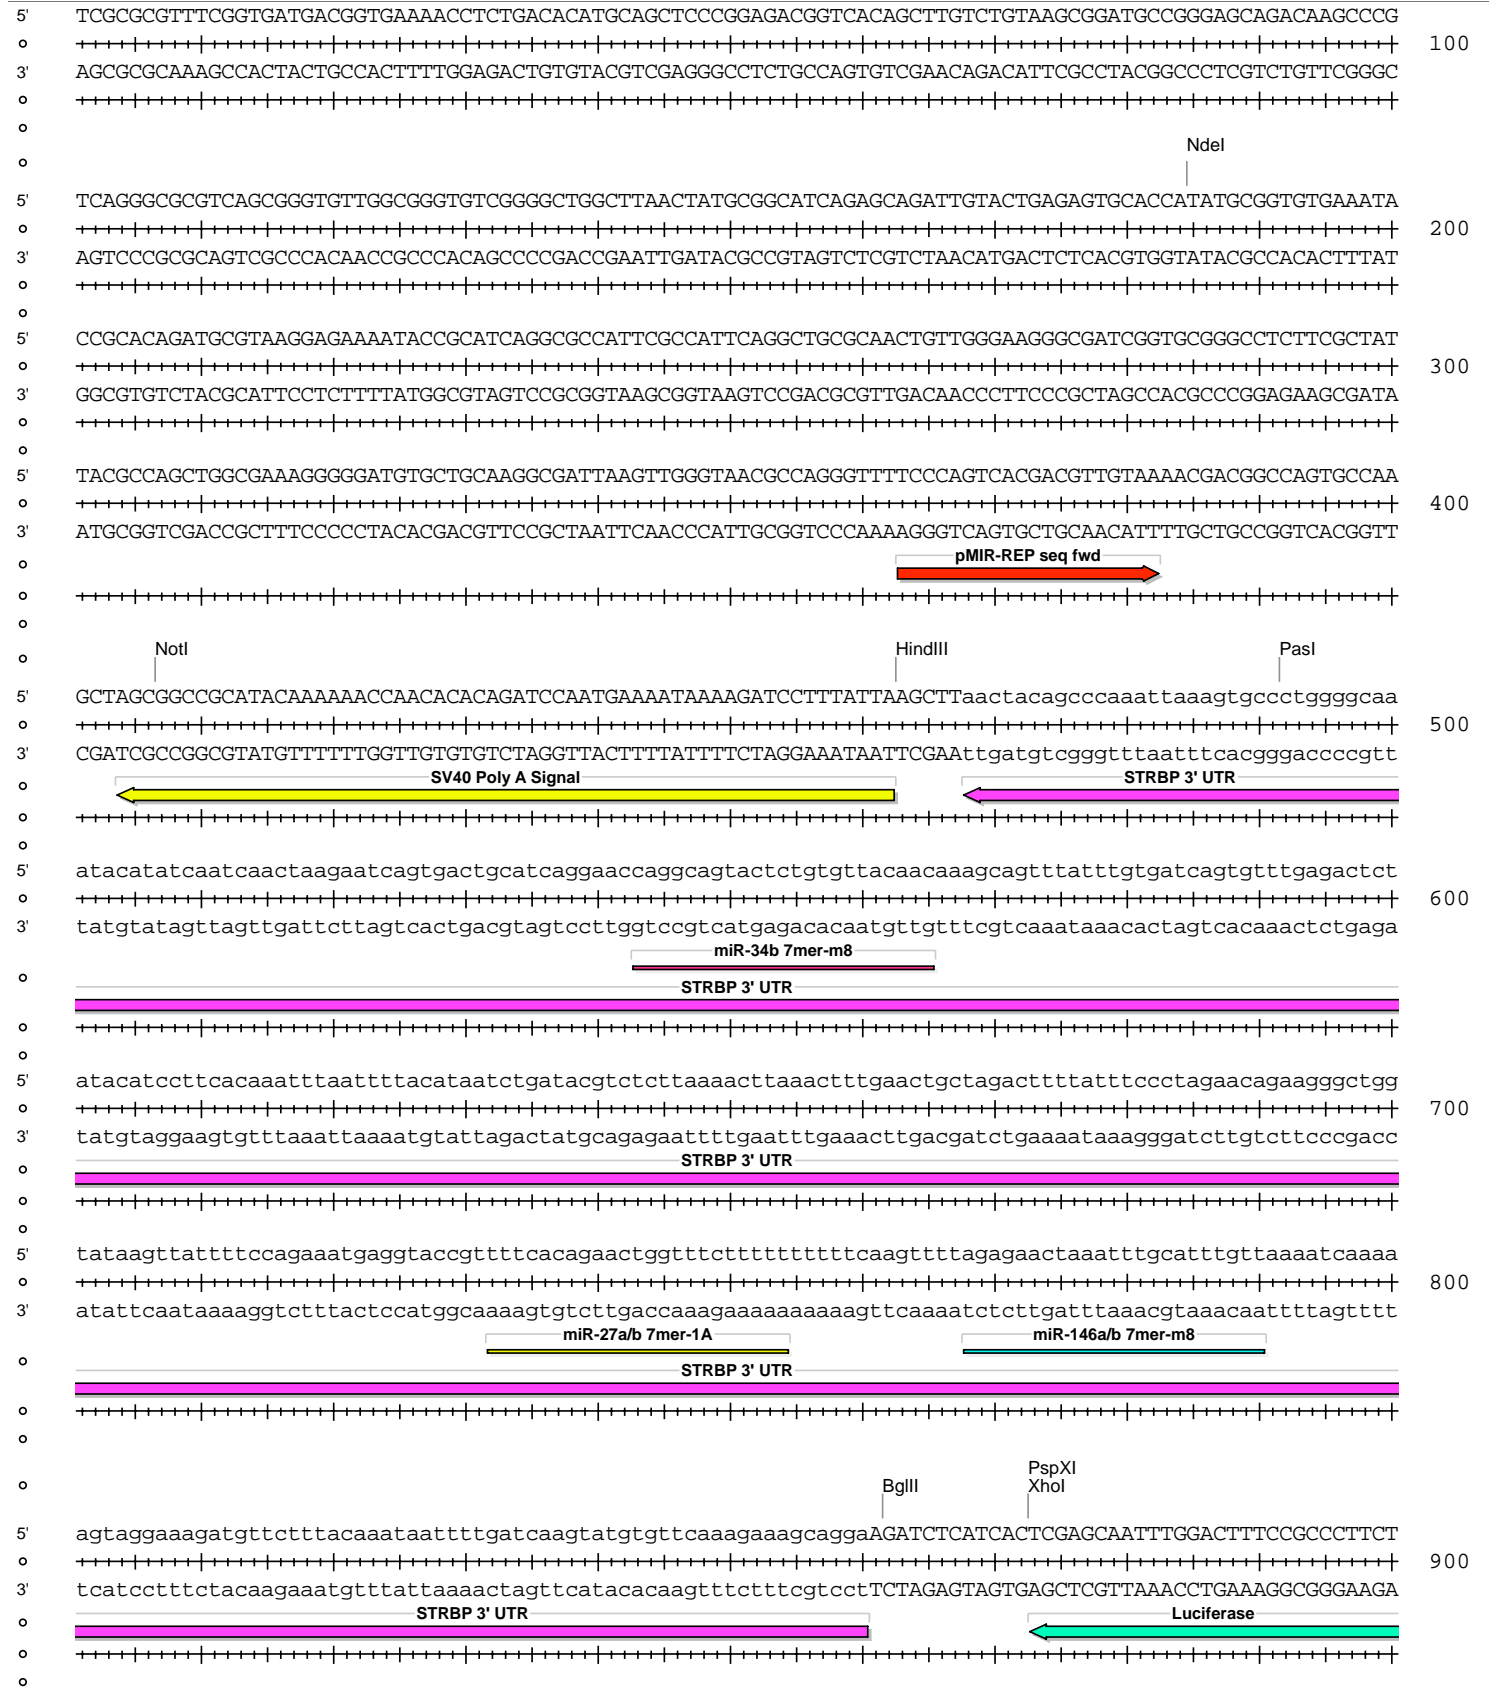 5' TCGCGCGTTTCGGTGATGACGGTGAAAACCTCTGACACATGCAGCTCCCGGAGACGGTCACAGCTTGTCTGTAAGCGGATGCCGGGAGCAGACAAGCCCG
100
3' AGCGCGCAAAGCCACTACTGCCACTTTTGGAGACTGTGTACGTCGAGGGCCTCTGCCAGTGTCGAACAGACATTCGCCTACGGCCCTCGTCTGTTCGGGC
NdeI
5' TCAGGGCGCGTCAGCGGGTGTTGGCGGGTGTCGGGGCTGGCTTAACTATGCGGCATCAGAGCAGATTGTACTGAGAGTGCACCATATGCGGTGTGAAATA
200
3' AGTCCCGCGCAGTCGCCCACAACCGCCCACAGCCCCGACCGAATTGATACGCCGTAGTCTCGTCTAACATGACTCTCACGTGGTATACGCCACACTTTAT
5' CCGCACAGATGCGTAAGGAGAAAATACCGCATCAGGCGCCATTCGCCATTCAGGCTGCGCAACTGTTGGGAAGGGCGATCGGTGCGGGCCTCTTCGCTAT
300
3' GGCGTGTCTACGCATTCCTCTTTTATGGCGTAGTCCGCGGTAAGCGGTAAGTCCGACGCGTTGACAACCCTTCCCGCTAGCCACGCCCGGAGAAGCGATA
5' TACGCCAGCTGGCGAAAGGGGGATGTGCTGCAAGGCGATTAAGTTGGGTAACGCCAGGGTTTTCCCAGTCACGACGTTGTAAAACGACGGCCAGTGCCAA
400
3' ATGCGGTCGACCGCTTTCCCCCTACACGACGTTCCGCTAATTCAACCCATTGCGGTCCCAAAAGGGTCAGTGCTGCAACATTTTGCTGCCGGTCACGGTT
pMIR-REP seq fwd
NotI HindIII PasI
5' GCTAGCGGCCGCATACAAAAAACCAACACACAGATCCAATGAAAATAAAAGATCCTTTATTAAGCTTaactacagcccaaattaaagtgccctggggcaa
500
3' CGATCGCCGGCGTATGTTTTTTGGTTGTGTGTCTAGGTTACTTTTATTTTCTAGGAAATAATTCGAAttgatgtcgggtttaatttcacgggaccccgtt
SV40 Poly A Signal STRBP 3' UTR
5' atacatatcaatcaactaagaatcagtgactgcatcaggaaccaggcagtactctgtgttacaacaaagcagtttatttgtgatcagtgtttgagactct
600
3' tatgtatagttagttgattcttagtcactgacgtagtccttggtccgtcatgagacacaatgttgtttcgtcaaataaacactagtcacaaactctgaga
miR-34b 7mer-m8
STRBP 3' UTR
5' atacatccttcacaaatttaattttacataatctgatacgtctcttaaaacttaaactttgaactgctagacttttatttccctagaacagaagggctgg
700
3' tatgtaggaagtgtttaaattaaaatgtattagactatgcagagaattttgaatttgaaacttgacgatctgaaaataaagggatcttgtcttcccgacc
STRBP 3' UTR
5' tataagttattttccagaaatgaggtaccgttttcacagaactggtttcttttttttttcaagttttagagaactaaatttgcatttgttaaaatcaaaa
800
3' atattcaataaaaggtctttactccatggcaaaagtgtcttgaccaaagaaaaaaaaaagttcaaaatctcttgatttaaacgtaaacaattttagtttt
miR-27a/b 7mer-1A miR-146a/b 7mer-m8
STRBP 3' UTR
PspXI
BglII XhoI
5' agtaggaaagatgttctttacaaataattttgatcaagtatgtgttcaaagaaagcaggaAGATCTCATCACTCGAGCAATTTGGACTTTCCGCCCTTCT
900
3' tcatcctttctacaagaaatgtttattaaaactagttcatacacaagtttctttcgtcctTCTAGAGTAGTGAGCTCGTTAAACCTGAAAGGCGGGAAGA
STRBP 3' UTR Luciferase